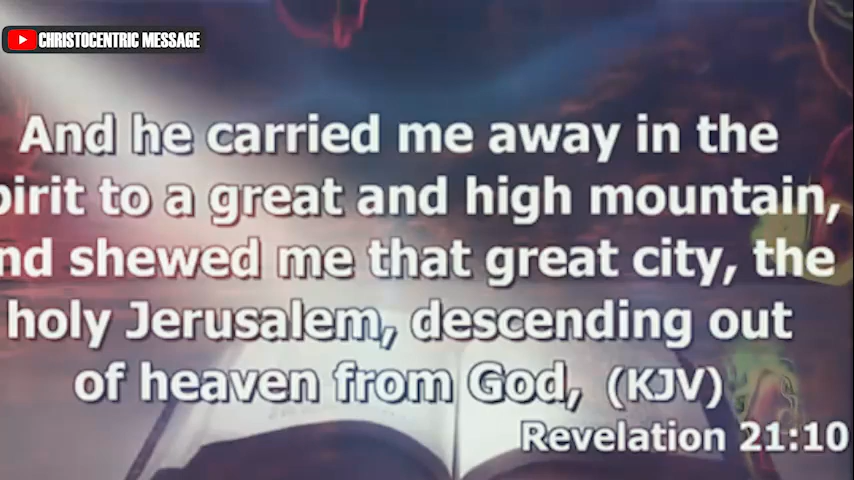 CHRISTOCENTRIC MESSAGE
And he carried me away in the
pirit to a great and high mountain,
nd shewed me that great city, the
holy Jerusalem, descending out
of heaven from God, (KJV)
Revelation 21:10